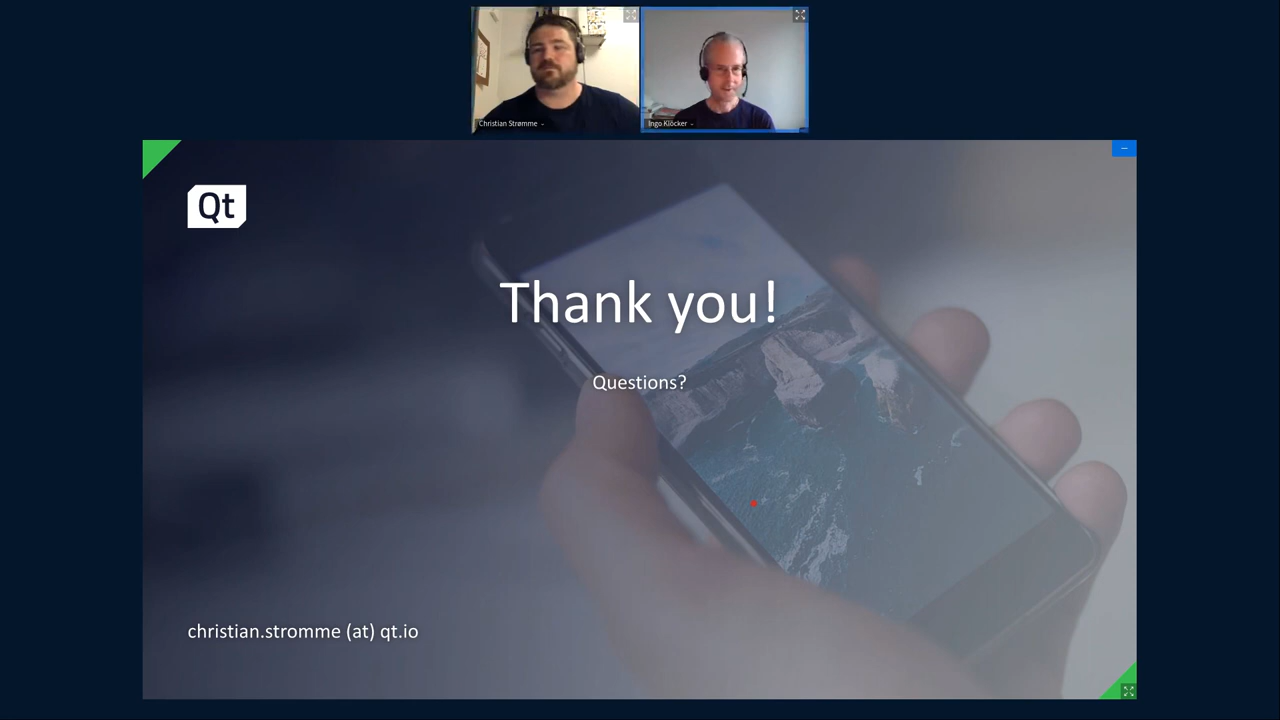 Christian Strømme
Ingo Klöcker
Qt
Thank you!
Questions?
christian.stromme (at) qt.io